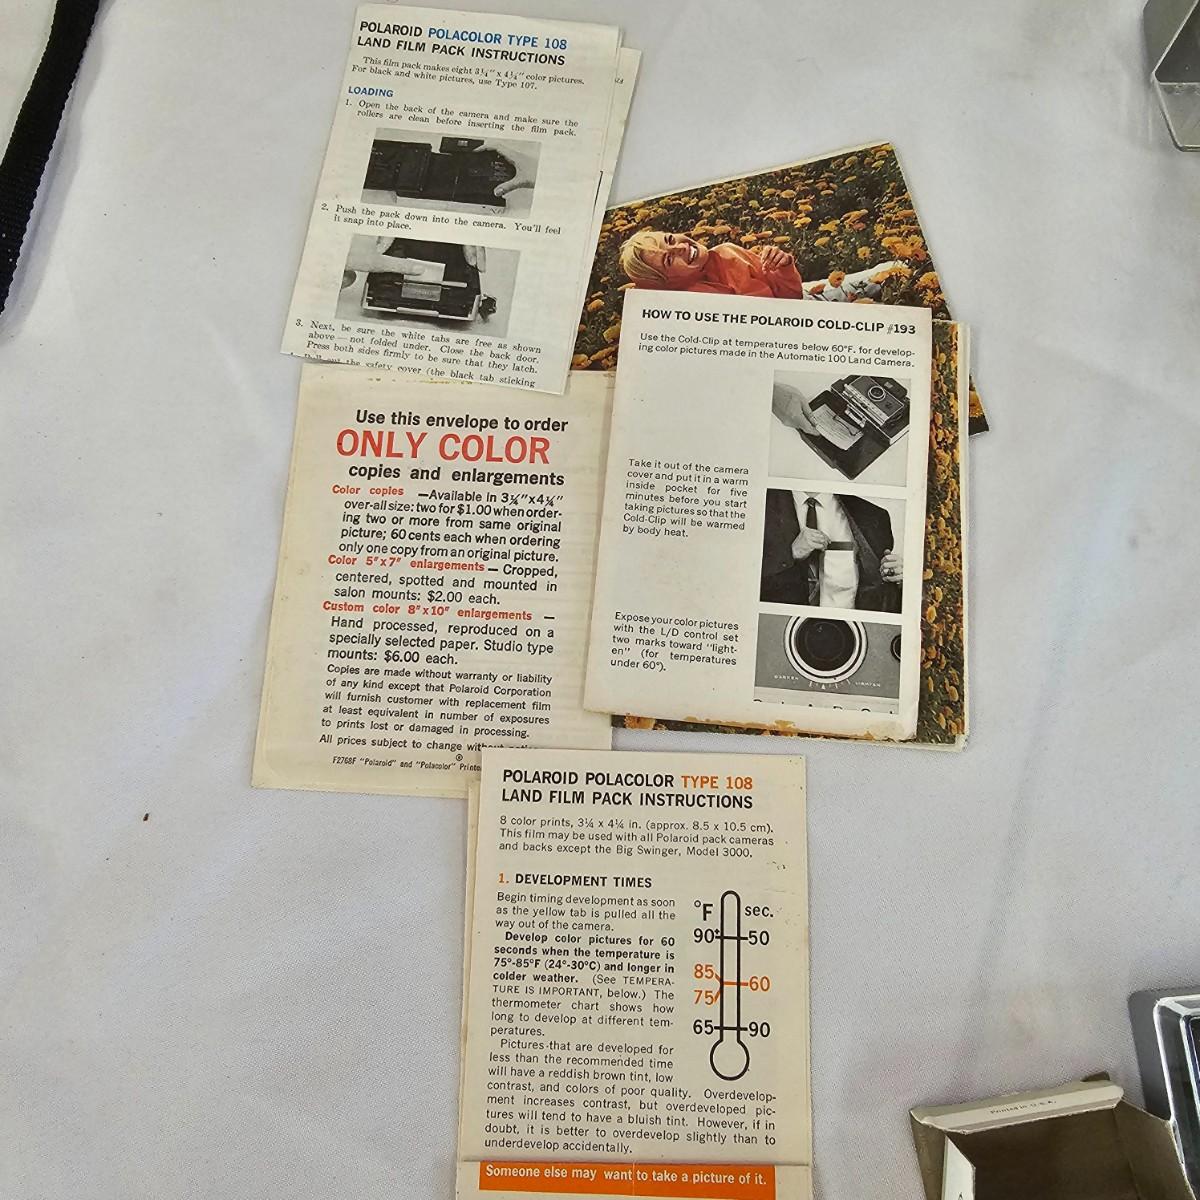 POLAROID POLACOLOR TYPE 108
LAND FILM PACK INSTRUCTIONS
This film pack makes eight 3¼″ x 4¼″ color pictures.
For black and white pictures, use Type 107.
LOADING
1. Open the back of the camera and make sure the
rollers are clean before inserting the film pack.
2. Push the pack down into the camera. You'll feel
it snap into place.
3. Next, be sure the white tabs are free as shown
above — not folded under. Close the back door.
Press both sides firmly to be sure that they latch.
the safety cover (the black tab sticking
HOW TO USE THE POLAROID COLD-CLIP #193
Use the Cold-Clip at temperatures below 60°F. for develop-
ing color pictures made in the Automatic 100 Land Camera.
Take it out of the camera
cover and put it in a warm
inside pocket for five
minutes before you start
taking pictures so that the
Cold-Clip will be warmed
by body heat.
Expose your color pictures
with the L/D control set
two marks toward "light-
en" (for temperatures
under 60°).
DARKEN LIGHTEN
Use this envelope to order
ONLY COLOR
copies and enlargements
Color copies —Available in 3¼″x4¼″
over-all size: two for $1.00 when order-
ing two or more from same original
picture; 60 cents each when ordering
only one copy from an original picture.
Color 5″x7″ enlargements — Cropped,
centered, spotted and mounted in
salon mounts: $2.00 each.
Custom color 8″x10″ enlargements —
Hand processed, reproduced on a
specially selected paper. Studio type
mounts: $6.00 each.
Copies are made without warranty or liability
of any kind except that Polaroid Corporation
will furnish customer with replacement film
at least equivalent in number of exposures
to prints lost or damaged in processing.
All prices subject to change without notice
F2768F "Polaroid" and "Polacolor"® Printe
POLAROID POLACOLOR TYPE 108
LAND FILM PACK INSTRUCTIONS
8 color prints, 3¼ x 4¼ in. (approx. 8.5 x 10.5 cm).
This film may be used with all Polaroid pack cameras
and backs except the Big Swinger, Model 3000.
1. DEVELOPMENT TIMES
Begin timing development as soon
as the yellow tab is pulled all the
way out of the camera.
Develop color pictures for 60
seconds when the temperature is
75°-85°F (24°-30°C) and longer in
colder weather. (See TEMPERA-
TURE IS IMPORTANT, below.) The
thermometer chart shows how
long to develop at different tem-
peratures.
Pictures that are developed for
less than the recommended time
will have a reddish brown tint, low
contrast, and colors of poor quality. Overdevelop-
ment increases contrast, but overdeveloped pic-
tures will tend to have a bluish tint. However, if in
doubt, it is better to overdevelop slightly than to
underdevelop accidentally.
°F sec.
90° 50
85
60
75
65 90
Someone else may want to take a picture of it.
Printed in U.S.A.